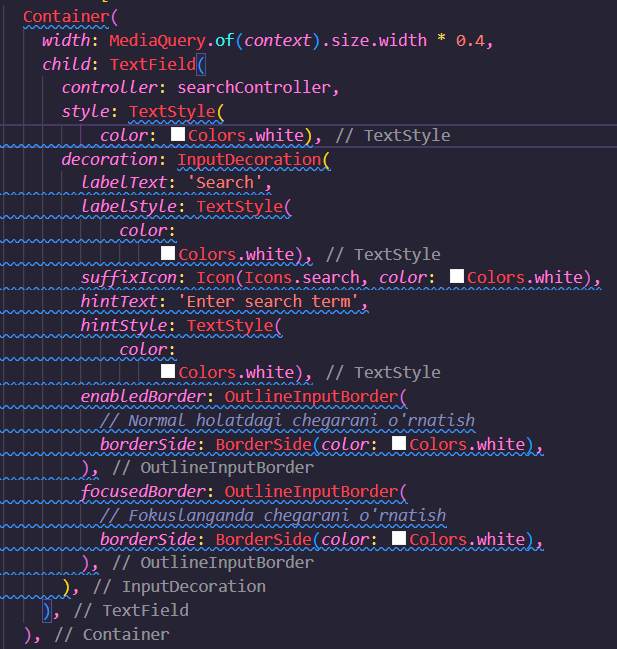 Container(
width: MediaQuery.of(context).size.width * 0.4,
child: TextField(
controller: searchController,
style: TextStyle(
color: Colors.white), // TextStyle
decoration: InputDecoration(
labelText: 'Search',
labelStyle: TextStyle(
color:
Colors.white), // TextStyle
suffixIcon: Icon(Icons.search, color: Colors.white),
hintText: 'Enter search term',
hintStyle: TextStyle(
color:
Colors.white), // TextStyle
enabledBorder: OutlineInputBorder(
// Normal holatdagi chegarani o'rnatish
borderSide: BorderSide(color: Colors.white),
), // OutlineInputBorder
focusedBorder: OutlineInputBorder(
// Fokuslanganda chegarani o'rnatish
borderSide: BorderSide(color: Colors.white),
), // OutlineInputBorder
), // InputDecoration
), // TextField
), // Container